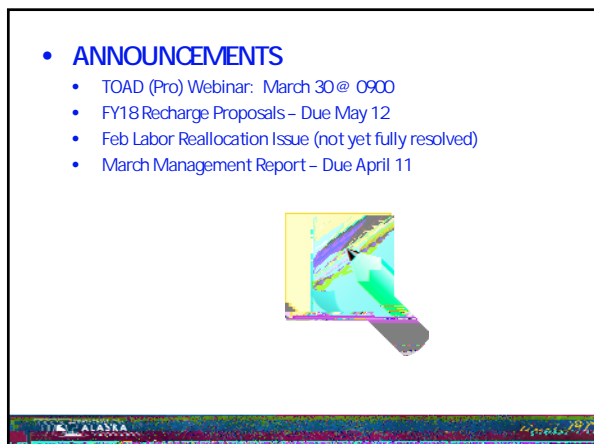 • ANNOUNCEMENTS
• TOAD (Pro) Webinar: March 30 @ 0900
• FY18 Recharge Proposals – Due May 12
• Feb Labor Reallocation Issue (not yet fully resolved)
• March Management Report – Due April 11
ALASKA